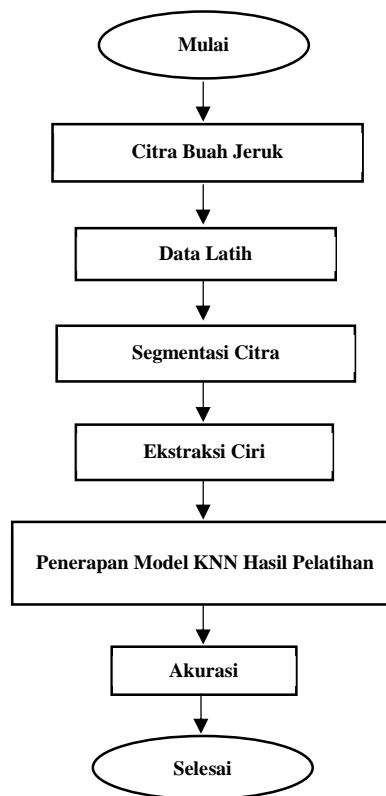 Mulai
Citra Buah Jeruk
Data Latih
Segmentasi Citra
Ekstraksi Ciri
Penerapan Model KNN Hasil Pelatihan
Akurasi
Selesai